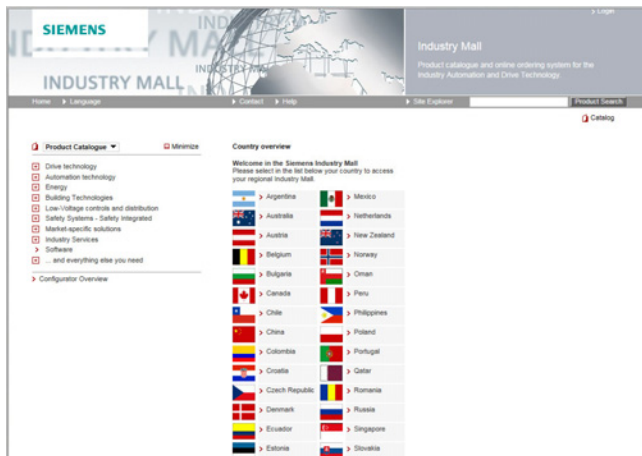 > Login
SIEMENS
INDUSTRY MALL
INDUSTRY MALL
Industry Mall
Product catalogue and online ordering system for the
Industry Automation and Drive Technology.
Home > Language > Contact > Help > Site Explorer Product Search
Catalog
Product Catalogue Minimize
Drive technology
Automation technology
Energy
Building Technologies
Low-Voltage controls and distribution
Safety Systems - Safety Integrated
Market-specific solutions
Industry Services
> Software
... and everything else you need
> Configurator Overview
Country overview
Welcome in the Siemens Industry Mall
Please select in the list below your country to access
your regional Industry Mall.
> Argentina > Mexico
> Australia > Netherlands
> Austria > New Zealand
> Belgium > Norway
> Bulgaria > Oman
> Canada > Peru
> Chile > Philippines
> China > Poland
> Colombia > Portugal
> Croatia > Qatar
> Czech Republic > Romania
> Denmark > Russia
> Ecuador > Singapore
> Estonia > Slovakia